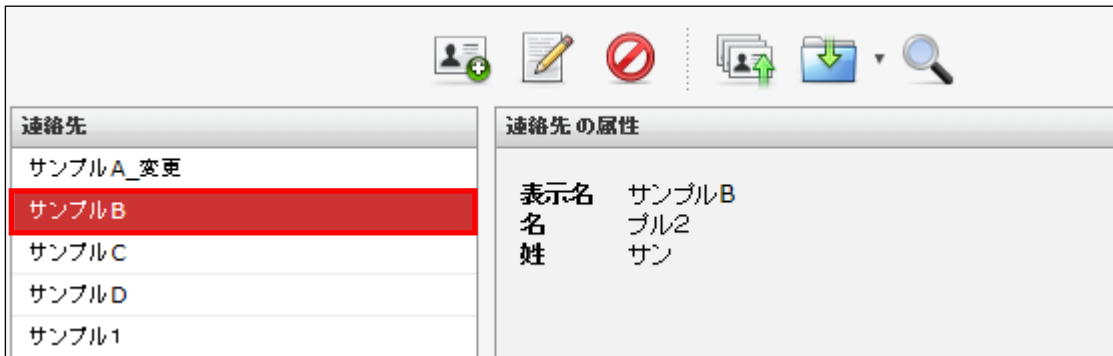 連絡先
サンプルA_変更
サンプルB
サンプルC
サンプルD
サンプル1
連絡先の属性
表示名 サンプルB
名 プル2
姓 サン